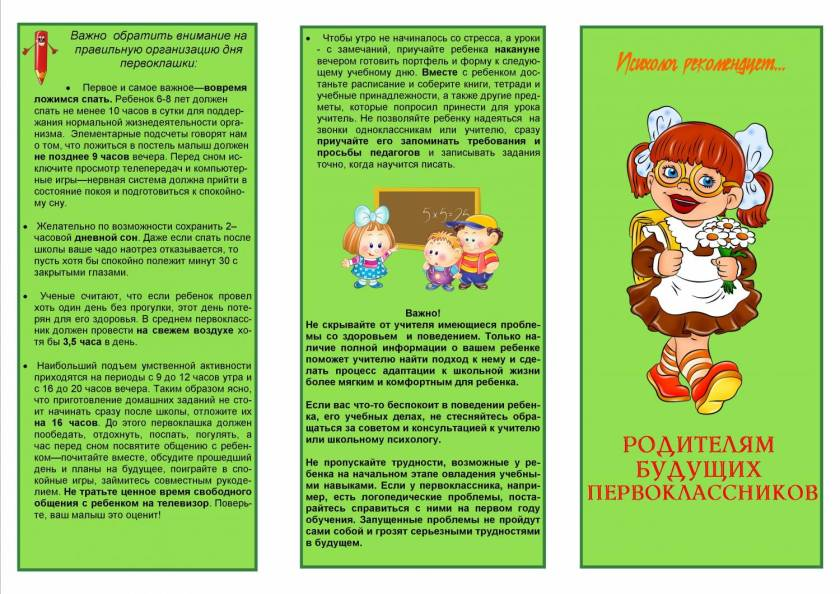 Важно обратить внимание на
правильную организацию дня
первоклашки:
• Первое и самое важное—вовремя
ложимся спать. Ребенок 6-8 лет должен
спать не менее 10 часов в сутки для поддер-
жания нормальной жизнедеятельности орга-
низма. Элементарные подсчеты говорят нам
о том, что ложиться в постель малыш должен
не позднее 9 часов вечера. Перед сном ис-
ключите просмотр телепередач и компьютер-
ные игры—нервная система должна прийти в
состояние покоя и подготовиться к спокойно-
му сну.
• Желательно по возможности сохранить 2–
часовой дневной сон. Даже если спать после
школы ваше чадо наотрез отказывается, то
пусть хотя бы спокойно полежит минут 30 с
закрытыми глазами.
• Ученые считают, что если ребенок провел
хоть один день без прогулки, этот день поте-
рян для его здоровья. В среднем первокласс-
ник должен провести на свежем воздухе хо-
тя бы 3,5 часа в день.
• Наибольший подъем умственной активности
приходятся на периоды с 9 до 12 часов утра и
с 16 до 20 часов вечера. Таким образом ясно,
что приготовление домашних заданий не сто-
ит начинать сразу после школы, отложите их
на 16 часов. До этого первоклашка должен
пообедать, отдохнуть, поспать, погулять, а
час перед сном посвятите общению с ребен-
ком—почитайте вместе, обсудите прошедший
день и планы на будущее, поиграйте в спо-
койные игры, займитесь совместным рукоде-
лием. Не тратьте ценное время свободного
общения с ребенком на телевизор. Поверь-
те, ваш малыш это оценит!
• Чтобы утро не начиналось со стресса, а уроки
- с замечаний, приучайте ребенка накануне
вечером готовить портфель и форму к следую-
щему учебному дню. Вместе с ребенком дос-
таньте расписание и соберите книги, тетради и
учебные принадлежности, а также другие пред-
меты, которые попросил принести для урока
учитель. Не позволяйте ребенку надеяться на
звонки одноклассникам или учителю, сразу
приучайте его запоминать требования и
просьбы педагогов и записывать задания
точно, когда научится писать.
5x5=25
Важно!
Не скрывайте от учителя имеющиеся пробле-
мы со здоровьем и поведением. Только на-
личие полной информации о вашем ребенке
поможет учителю найти подход к нему и сде-
лать процесс адаптации к школьной жизни
более мягким и комфортным для ребенка.
Если вас что-то беспокоит в поведении ребен-
ка, его учебных делах, не стесняйтесь обра-
щаться за советом и консультацией к учителю
или школьному психологу.
Не пропускайте трудности, возможные у ре-
бенка на начальном этапе овладения учебны-
ми навыками. Если у первоклассника, напри-
мер, есть логопедические проблемы, поста-
райтесь справиться с ними на первом году
обучения. Запущенные проблемы не пройдут
сами собой и грозят серьезными трудностями
в будущем.
Психолог рекомендует...
РОДИТЕЛЯМ
БУДУЩИХ
ПЕРВОКЛАССНИКОВ